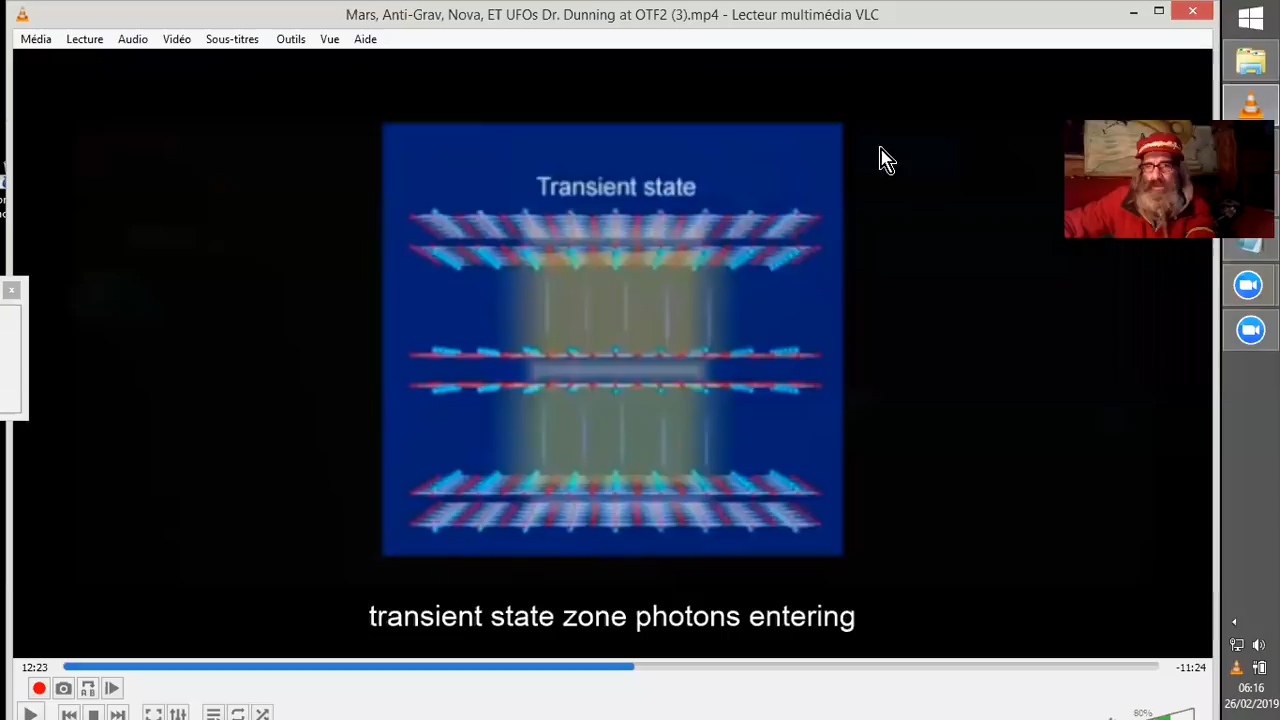 Mars, Anti-Grav, Nova, ET UFOs Dr. Dunning at OTF2 (3).mp4 - Lecteur multimédia VLC
Média Lecture Audio Vidéo Sous-titres Outils Vue Aide
Transient state
transient state zone photons entering
12:23
-11:24
AB
06:16
80%
26/02/2019